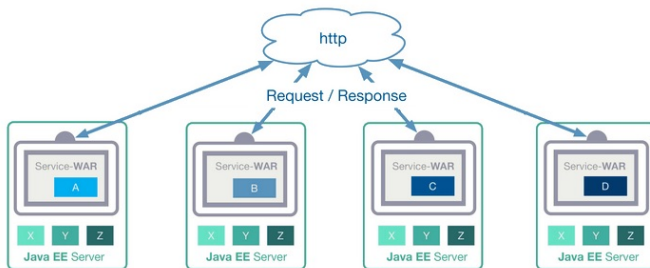 http
Request / Response
Service-WAR Service-WAR Service-WAR Service-WAR
A B C D
X Y Z X Y Z X Y Z X Y Z
Java EE Server Java EE Server Java EE Server Java EE Server